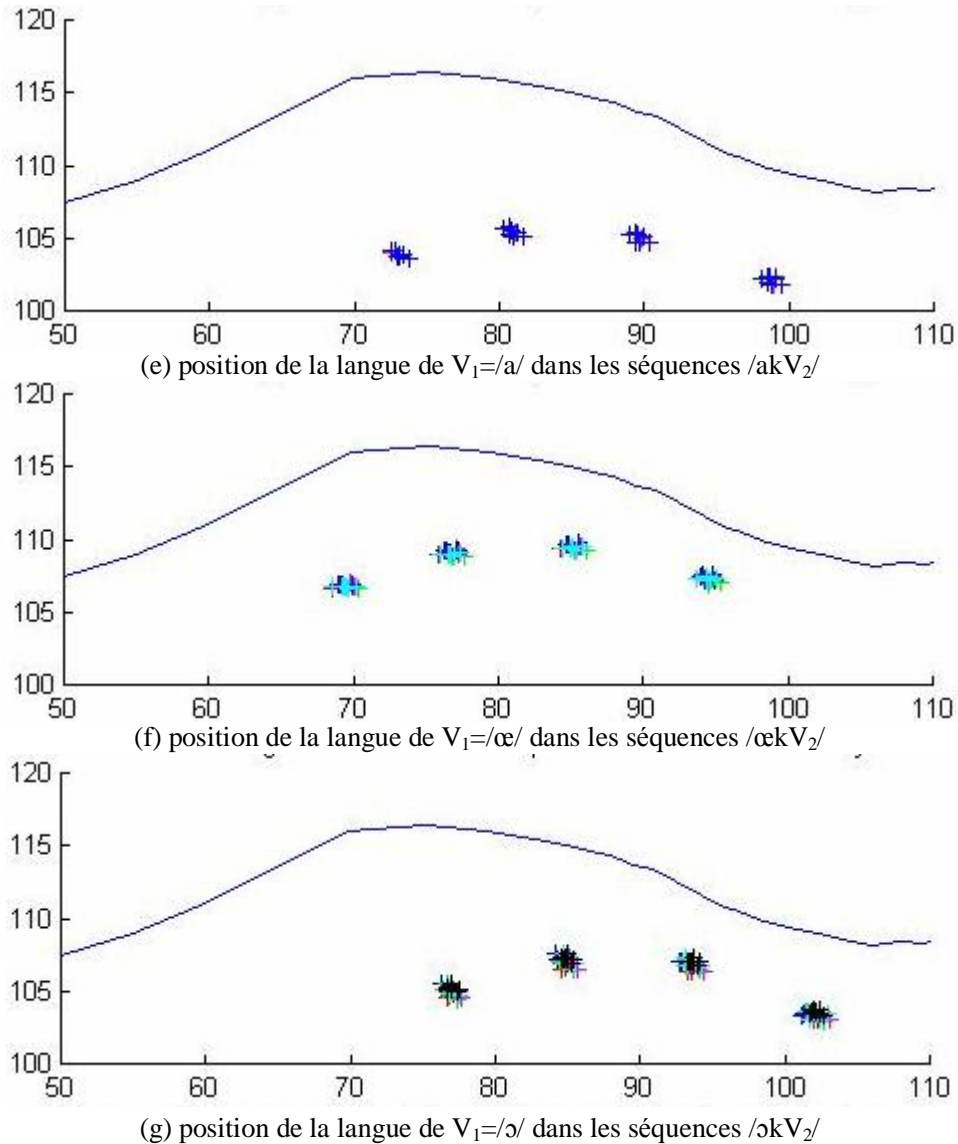 120
115
110
105
100
50 60 70 80 90 100 110
(e) position de la langue de V₁=/a/ dans les séquences /akV₂/
120
115
110
105
100
50 60 70 80 90 100 110
(f) position de la langue de V₁=/œ/ dans les séquences /œkV₂/
120
115
110
105
100
50 60 70 80 90 100 110
(g) position de la langue de V₁=/ɔ/ dans les séquences /ɔkV₂/